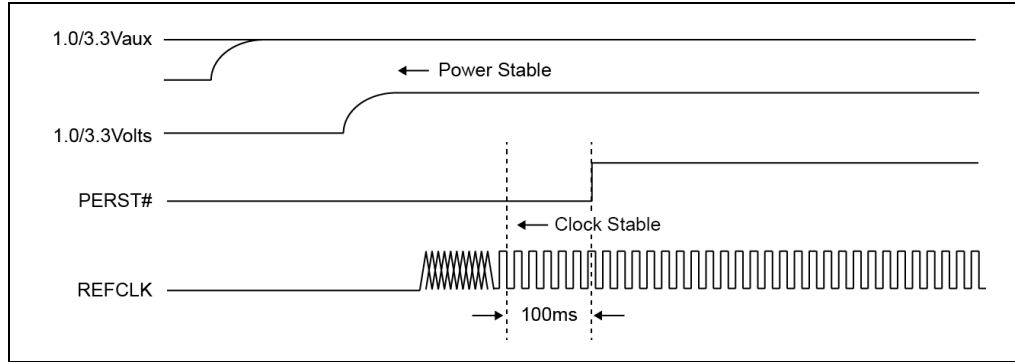 1.0/3.3Vaux
Power Stable
1.0/3.3Volts
PERST#
Clock Stable
REFCLK
100ms